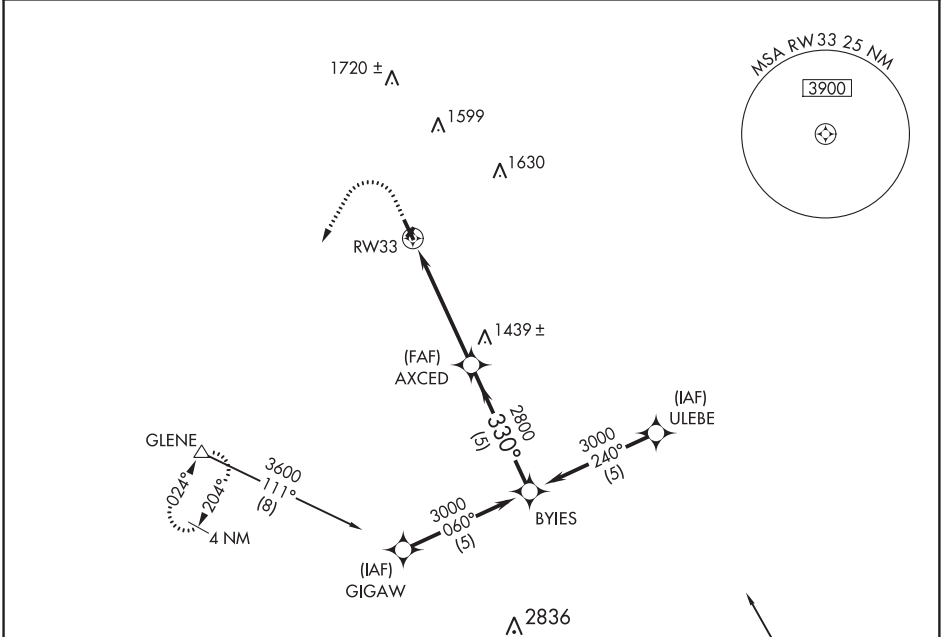 MSA RW33 25 NM
3900
1720 ±
1599
1630
RW33
1439 ±
(FAF)
AXCED
(IAF)
ULEBE
2800
330°
(5)
3000
240°
(5)
GLENE
3600
111°
(8)
024°
204°
4 NM
3000
060°
(5)
BYIES
(IAF)
GIGAW
2836